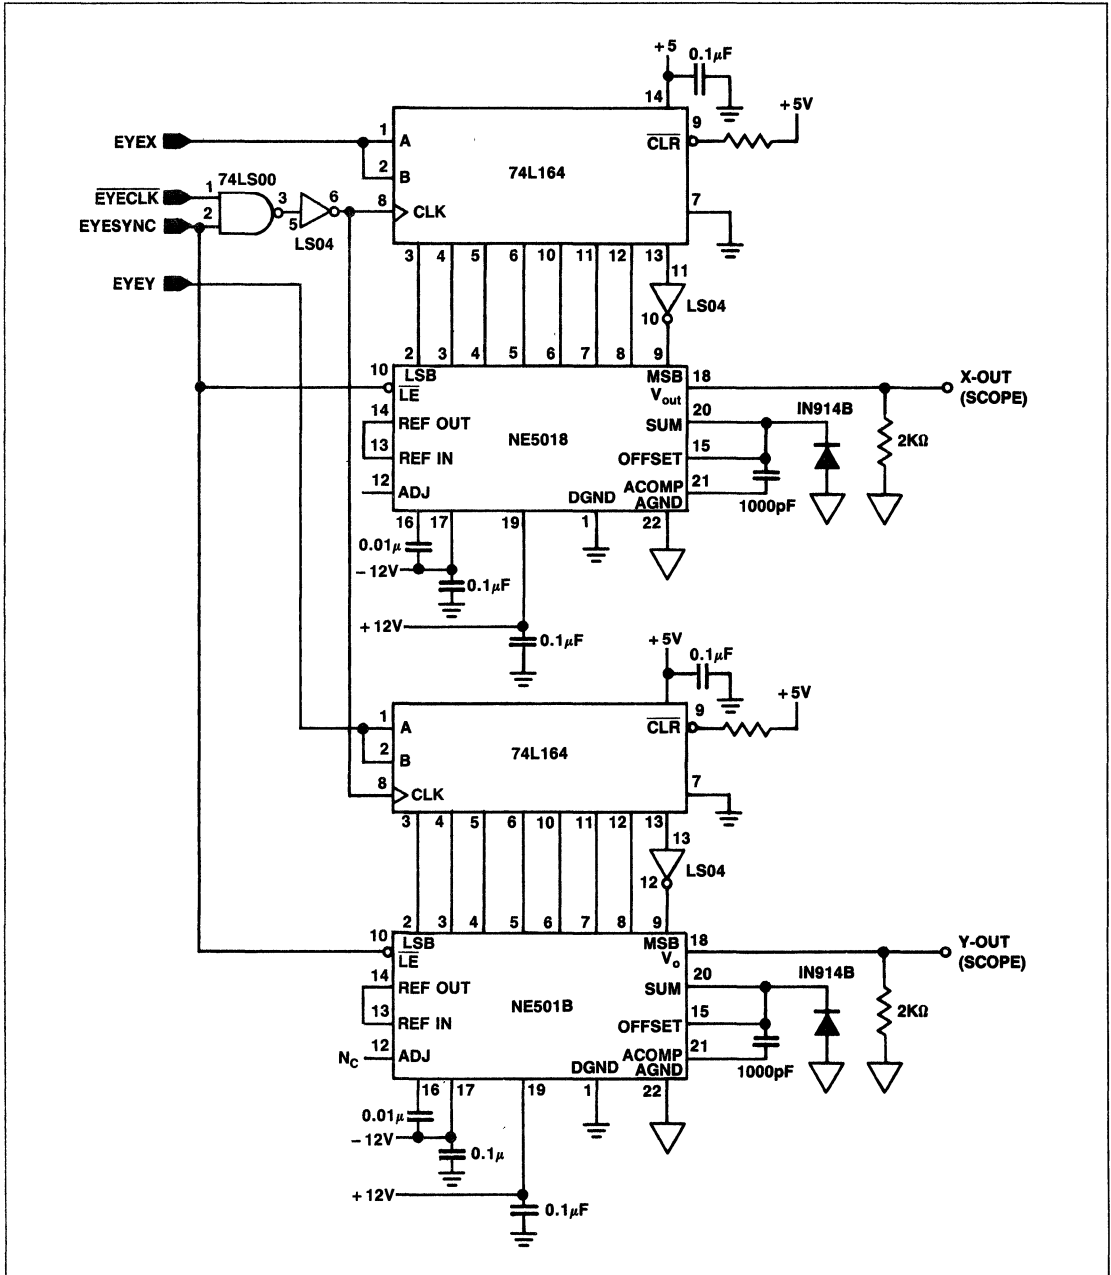 +5
0.1μF
14
+5V
9
EYEX
1
A
CLR
2
B
74L164
74LS00
EYECLK
1
3
6
8
CLK
7
EYESYNC
2
5
LS04
3 4 5 6 10 11 12 13
EYEY
11
LS04
10
2 3 4 5 6 7 8 9
10
LSB
MSB
18
X-OUT
(SCOPE)
LE
Vout
14
REF OUT
SUM
20
IN914B
NE5018
2KΩ
13
REF IN
OFFSET
15
12
ADJ
ACOMP
21
DGND
AGND
1000pF
16 17 19 1 22
0.01μ
−12V
0.1μF
+12V
0.1μF
+5V
0.1μF
+5V
9
1
A
CLR
2
B
74L164
8
CLK
7
3 4 5 6 10 11 12 13
13
LS04
12
2 3 4 5 6 7 8 9
10
LSB
MSB
18
Y-OUT
(SCOPE)
LE
Vo
14
REF OUT
SUM
20
IN914B
NE501B
2KΩ
13
REF IN
OFFSET
15
NC
12
ADJ
ACOMP
21
DGND
AGND
1000pF
16 17 19 1 22
0.01μ
−12V
0.1μ
+12V
0.1μF